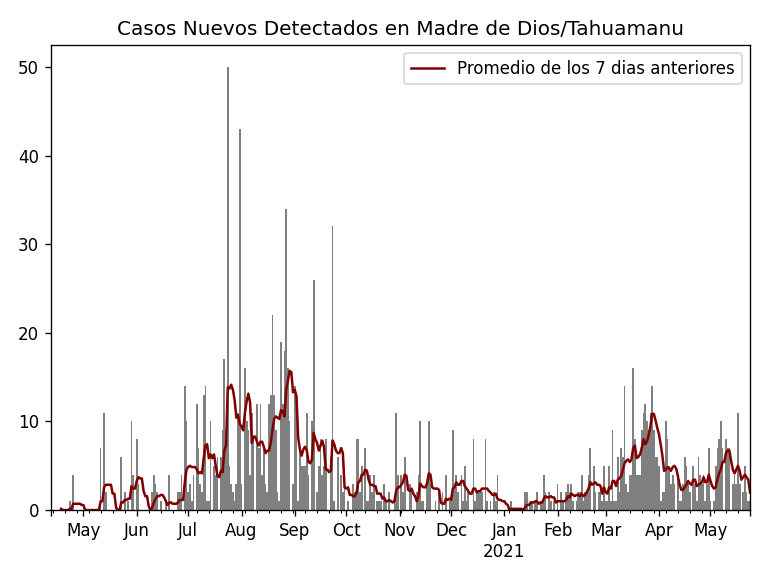 Casos Nuevos Detectados en Madre de Dios/Tahuamanu
Promedio de los 7 dias anteriores
50
40
30
20
10
0
May Jun Jul Aug Sep Oct Nov Dec Jan Feb Mar Apr May
2021